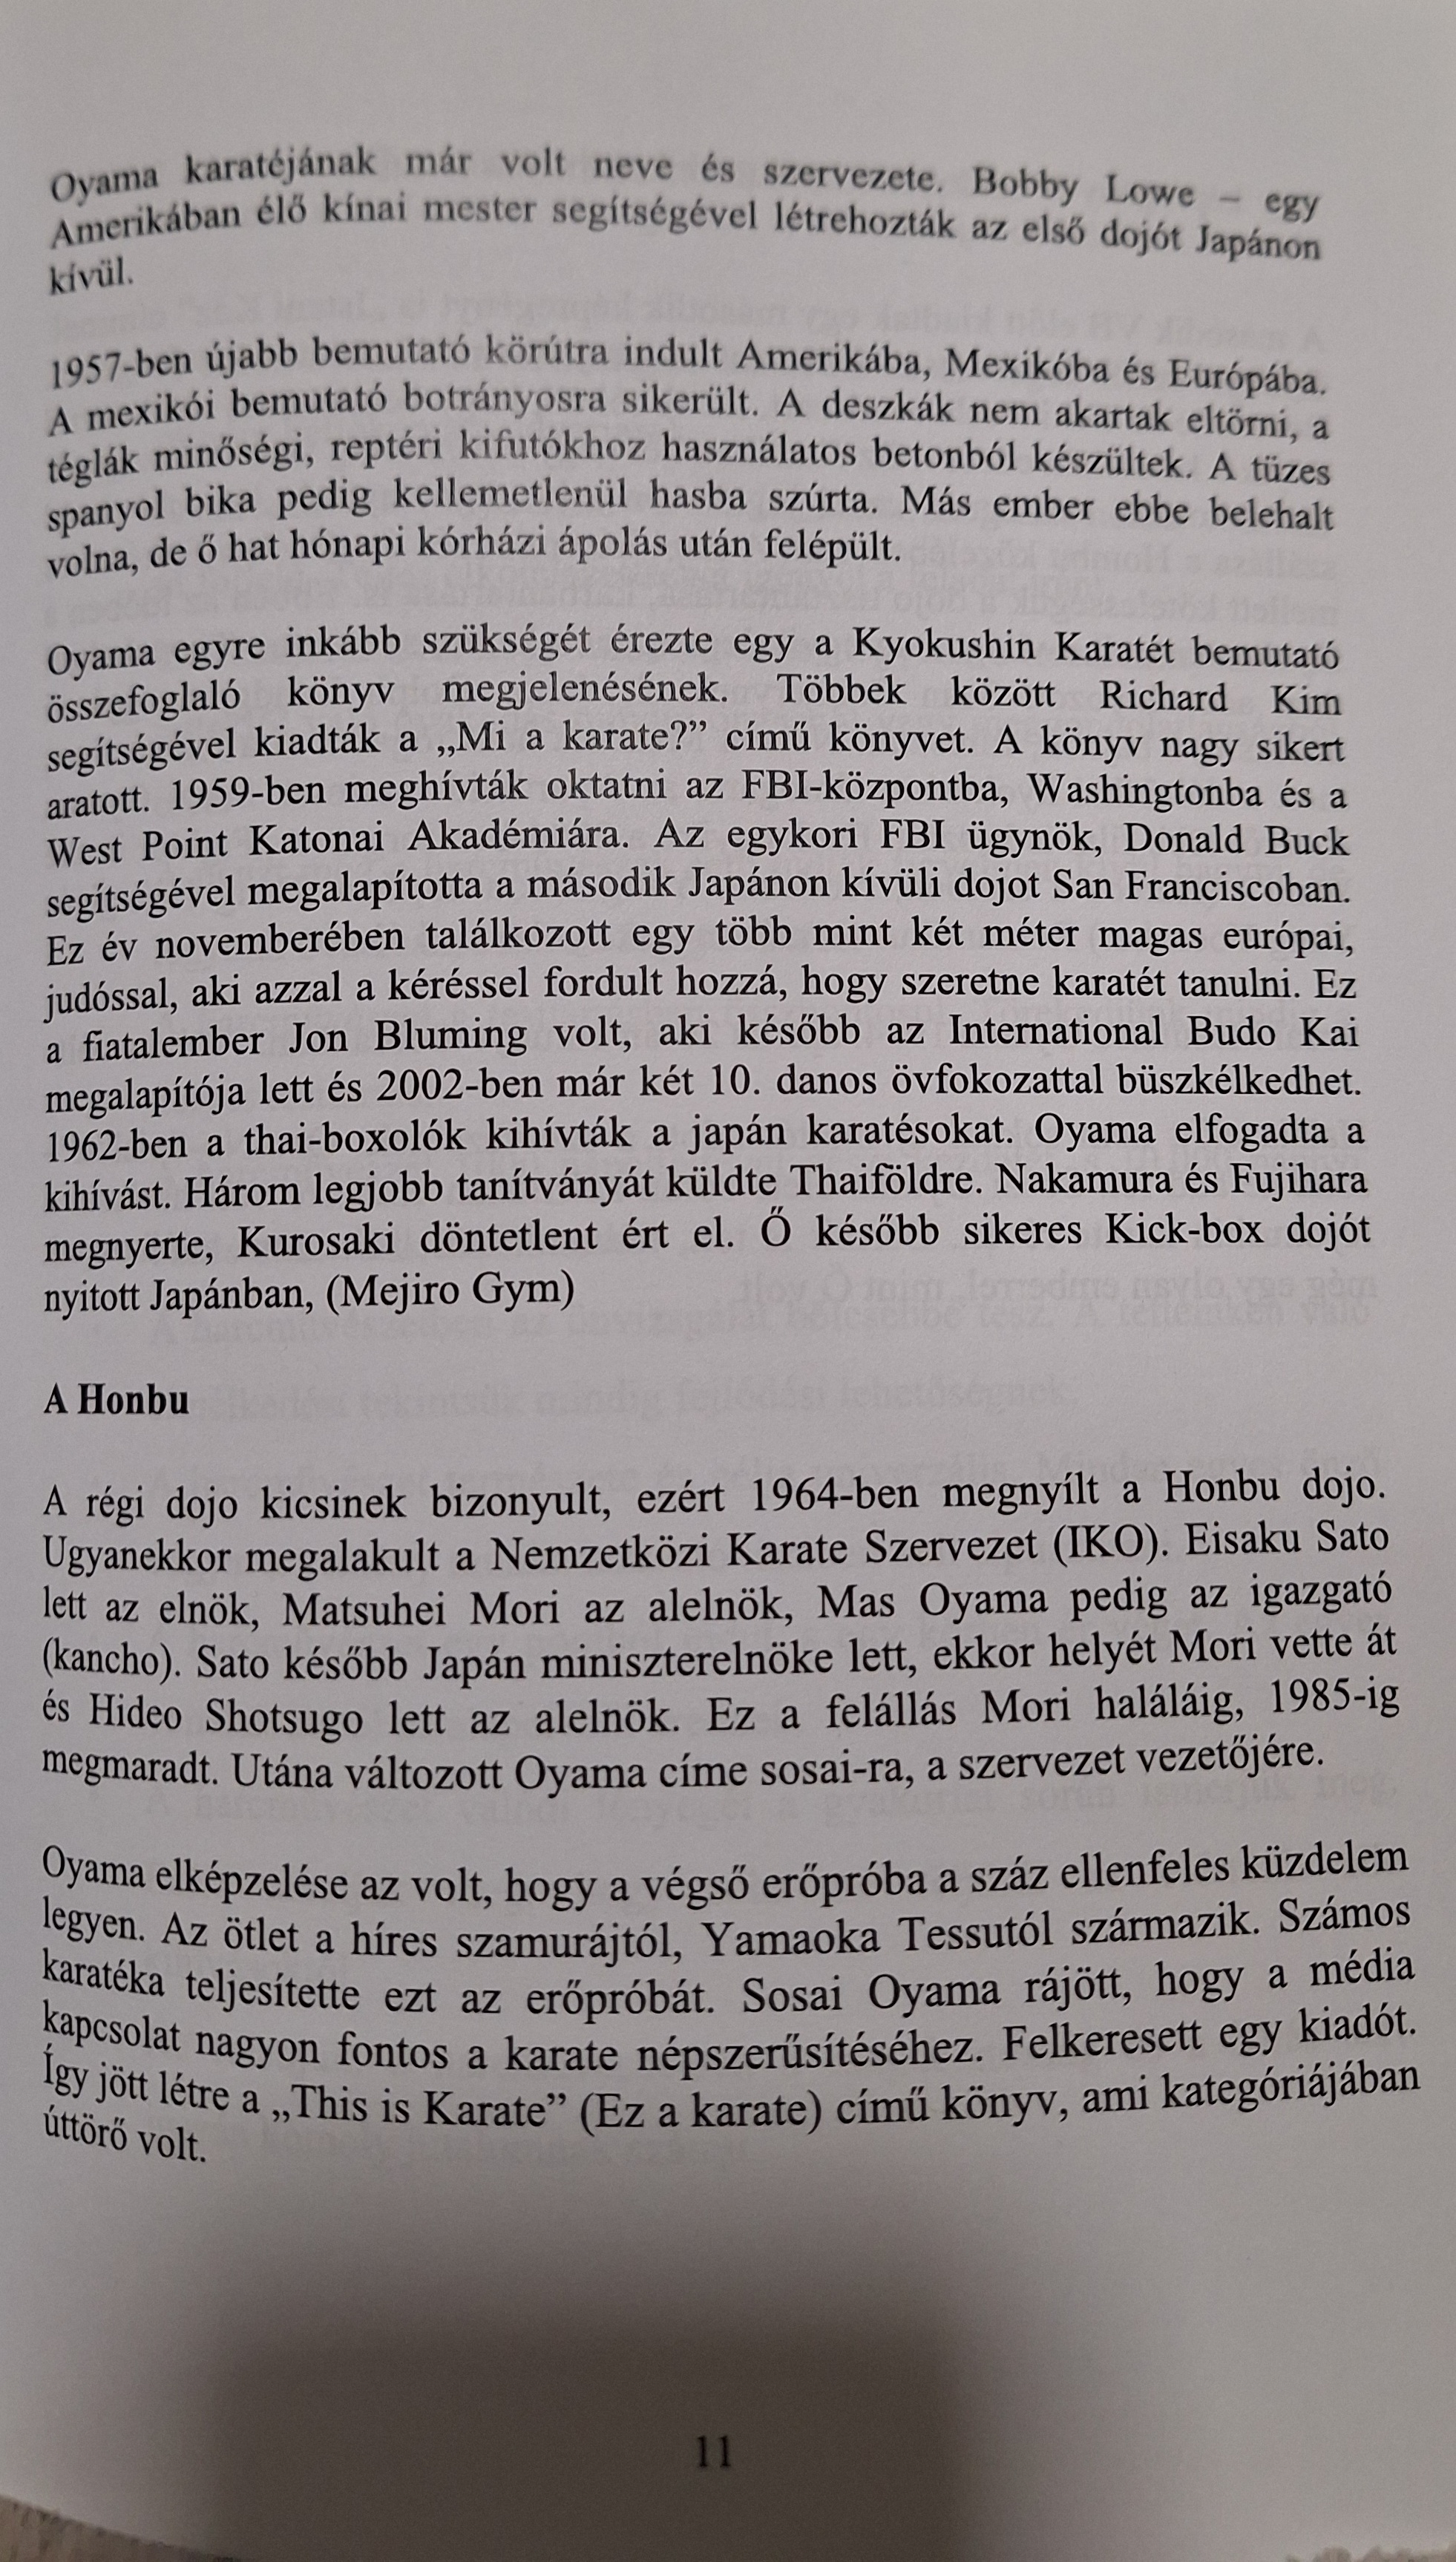 Oyama karatéjának már volt neve és szervezete. Bobby Lowe – egy
Amerikában élő kínai mester segítségével létrehozták az első dojót Japánon
kívül.
1957-ben újabb bemutató körútra indult Amerikába, Mexikóba és Európába.
A mexikói bemutató botrányosra sikerült. A deszkák nem akartak eltörni, a
téglák minőségi, reptéri kifutókhoz használatos betonból készültek. A tüzes
spanyol bika pedig kellemetlenül hasba szúrta. Más ember ebbe belehalt
volna, de ő hat hónapi kórházi ápolás után felépült.
Oyama egyre inkább szükségét érezte egy a Kyokushin Karatét bemutató
összefoglaló könyv megjelenésének. Többek között Richard Kim
segítségével kiadták a „Mi a karate?” című könyvet. A könyv nagy sikert
aratott. 1959-ben meghívták oktatni az FBI-központba, Washingtonba és a
West Point Katonai Akadémiára. Az egykori FBI ügynök, Donald Buck
segítségével megalapította a második Japánon kívüli dojot San Franciscoban.
Ez év novemberében találkozott egy több mint két méter magas európai,
judóssal, aki azzal a kéréssel fordult hozzá, hogy szeretne karatét tanulni. Ez
a fiatalember Jon Bluming volt, aki később az International Budo Kai
megalapítója lett és 2002-ben már két 10. danos övfokozattal büszkélkedhet.
1962-ben a thai-boxolók kihívták a japán karatésokat. Oyama elfogadta a
kihívást. Három legjobb tanítványát küldte Thaiföldre. Nakamura és Fujihara
megnyerte, Kurosaki döntetlent ért el. Ő később sikeres Kick-box dojót
nyitott Japánban, (Mejiro Gym)
A Honbu
A régi dojo kicsinek bizonyult, ezért 1964-ben megnyílt a Honbu dojo.
Ugyanekkor megalakult a Nemzetközi Karate Szervezet (IKO). Eisaku Sato
lett az elnök, Matsuhei Mori az alelnök, Mas Oyama pedig az igazgató
(kancho). Sato később Japán miniszterelnöke lett, ekkor helyét Mori vette át
és Hideo Shotsugo lett az alelnök. Ez a felállás Mori haláláig, 1985-ig
megmaradt. Utána változott Oyama címe sosai-ra, a szervezet vezetőjére.
Oyama elképzelése az volt, hogy a végső erőpróba a száz ellenfeles küzdelem
legyen. Az ötlet a híres szamurájtól, Yamaoka Tessutól származik. Számos
karatéka teljesítette ezt az erőpróbát. Sosai Oyama rájött, hogy a média
kapcsolat nagyon fontos a karate népszerűsítéséhez. Felkeresett egy kiadót.
Így jött létre a „This is Karate” (Ez a karate) című könyv, ami kategóriájában
úttörő volt.
11